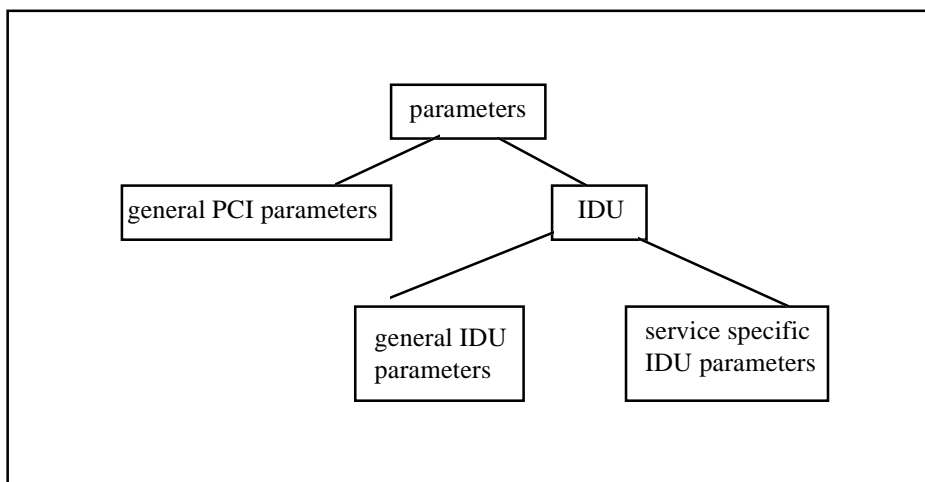 parameters
general PCI parameters
IDU
general IDU
parameters
service specific
IDU parameters